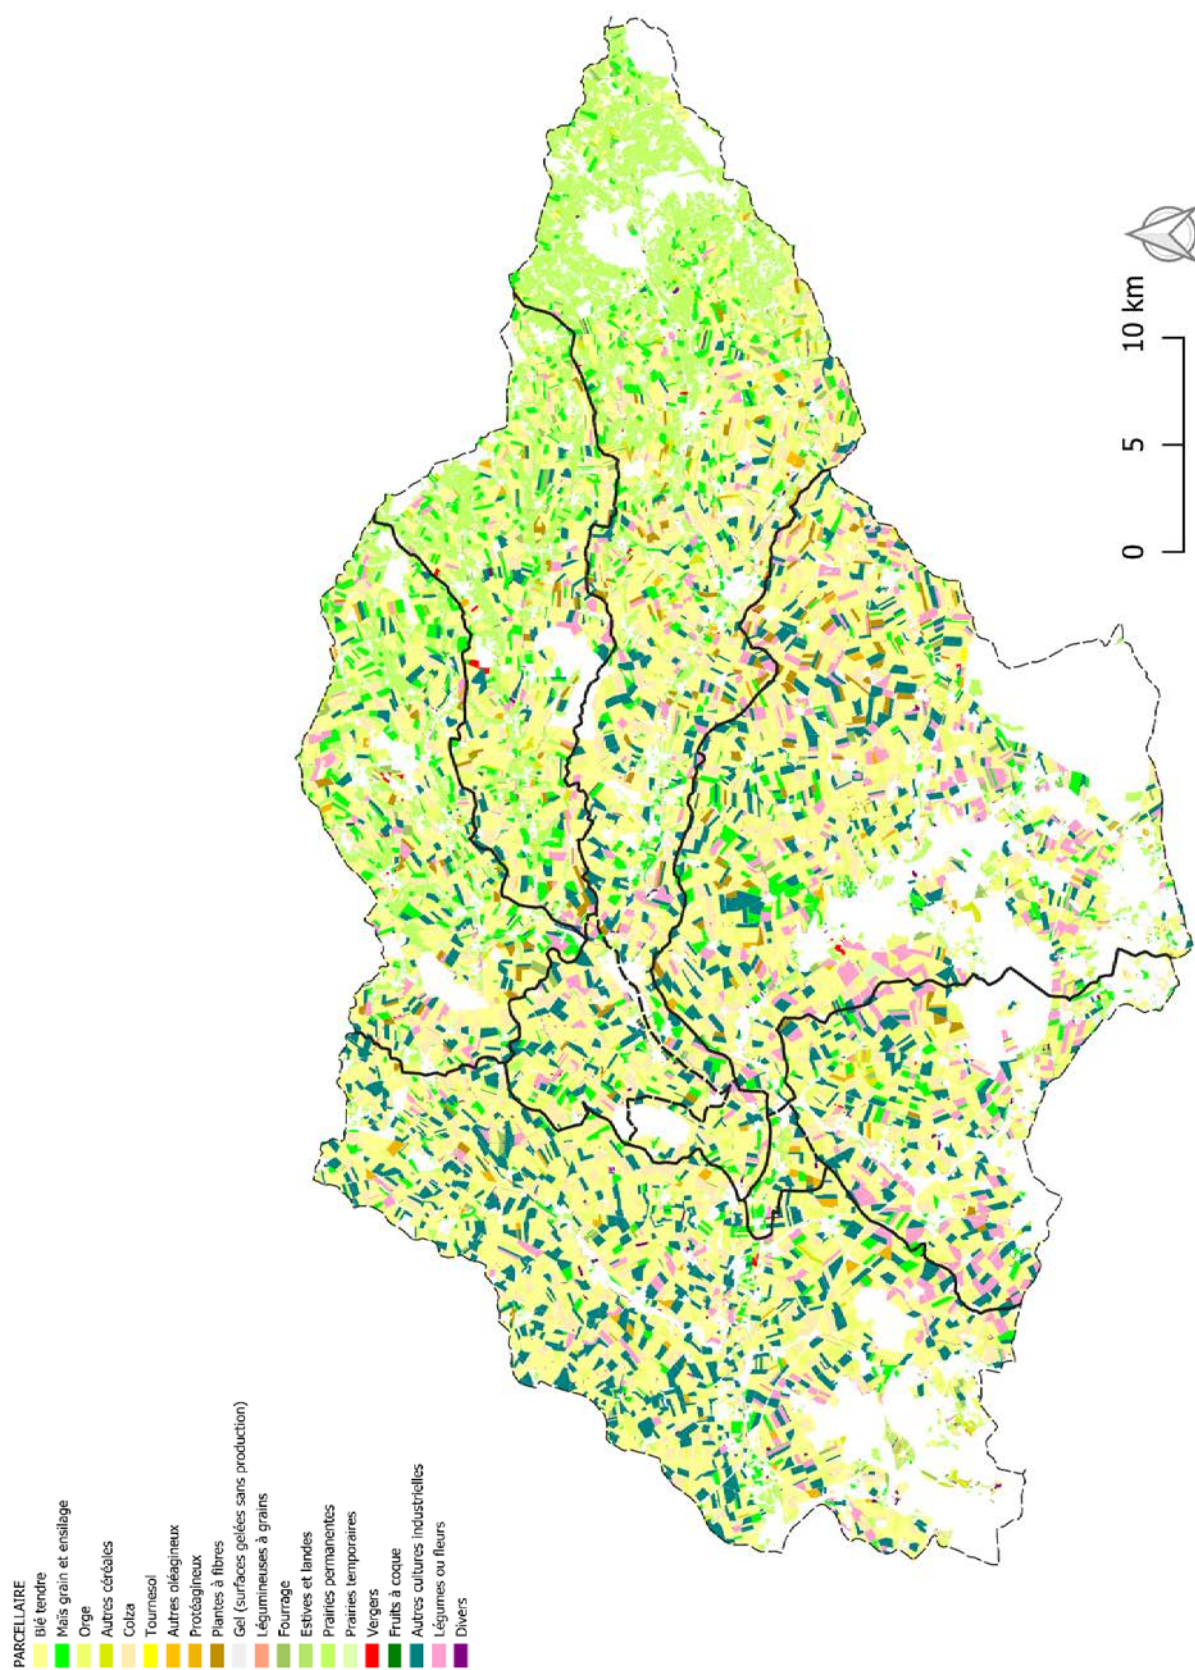 PARCELLAIRE
Blé tendre
Maïs grain et ensilage
Orge
Autres céréales
Colza
Tournesol
Autres oléagineux
Protéagineux
Plantes à fibres
Gel (surfaces gelées sans production)
Légumineuses à grains
Fourrage
Estives et landes
Prairies permanentes
Prairies temporaires
Vergers
Fruits à coque
Autres cultures industrielles
Légumes ou fleurs
Divers
0 5 10 km